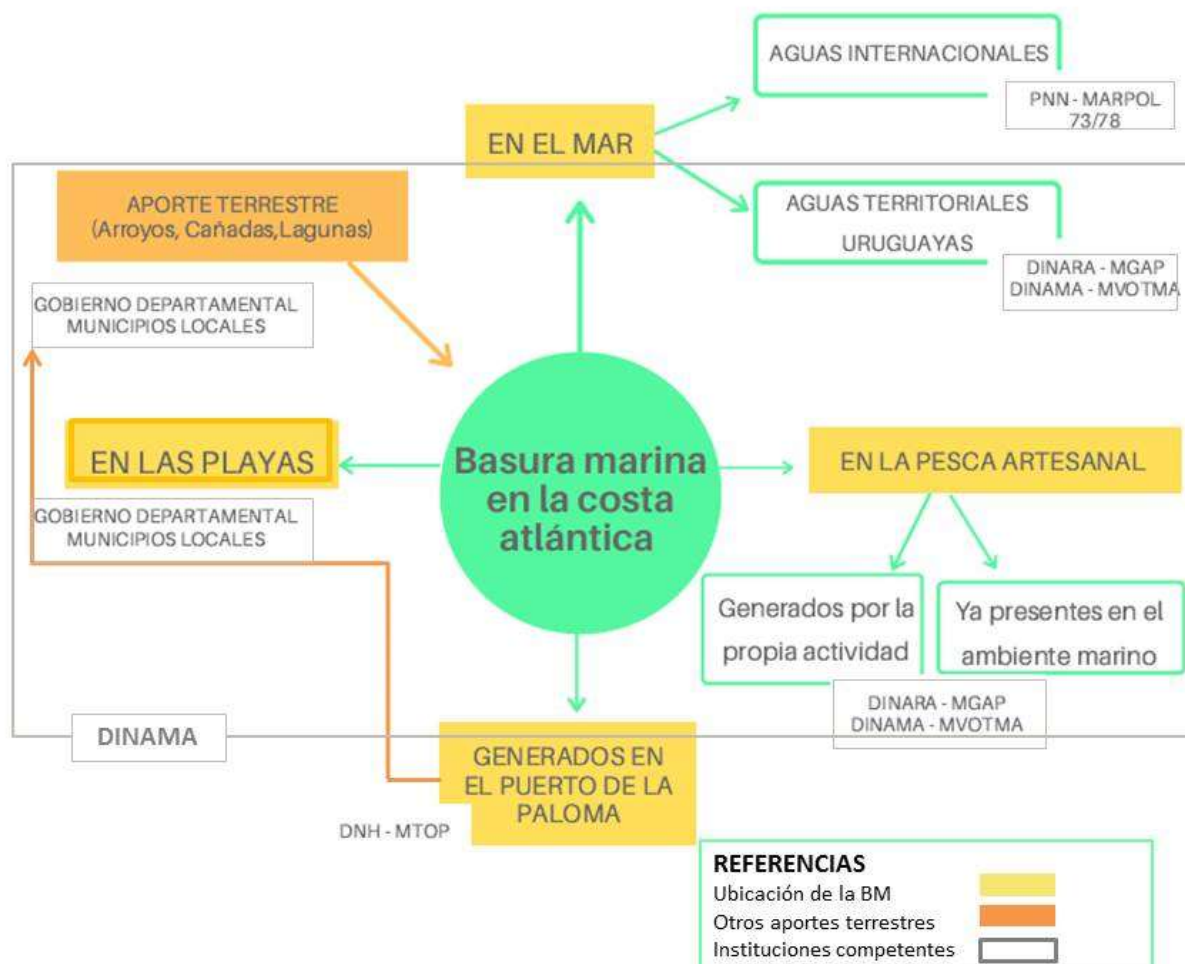 AGUAS INTERNACIONALES
PNN - MARPOL
73/78
EN EL MAR
APORTE TERRESTRE
(Arroyos, Cañadas,Lagunas)
AGUAS TERRITORIALES
URUGUAYAS
DINARA - MGAP
DINAMA - MVOTMA
GOBIERNO DEPARTAMENTAL
MUNICIPIOS LOCALES
EN LAS PLAYAS
GOBIERNO DEPARTAMENTAL
MUNICIPIOS LOCALES
Basura marina
en la costa
atlántica
EN LA PESCA ARTESANAL
Generados por la
propia actividad
Ya presentes en el
ambiente marino
DINARA - MGAP
DINAMA - MVOTMA
DINAMA
GENERADOS EN
EL PUERTO DE LA
PALOMA
DNH - MTOP
REFERENCIAS
Ubicación de la BM
Otros aportes terrestres
Instituciones competentes